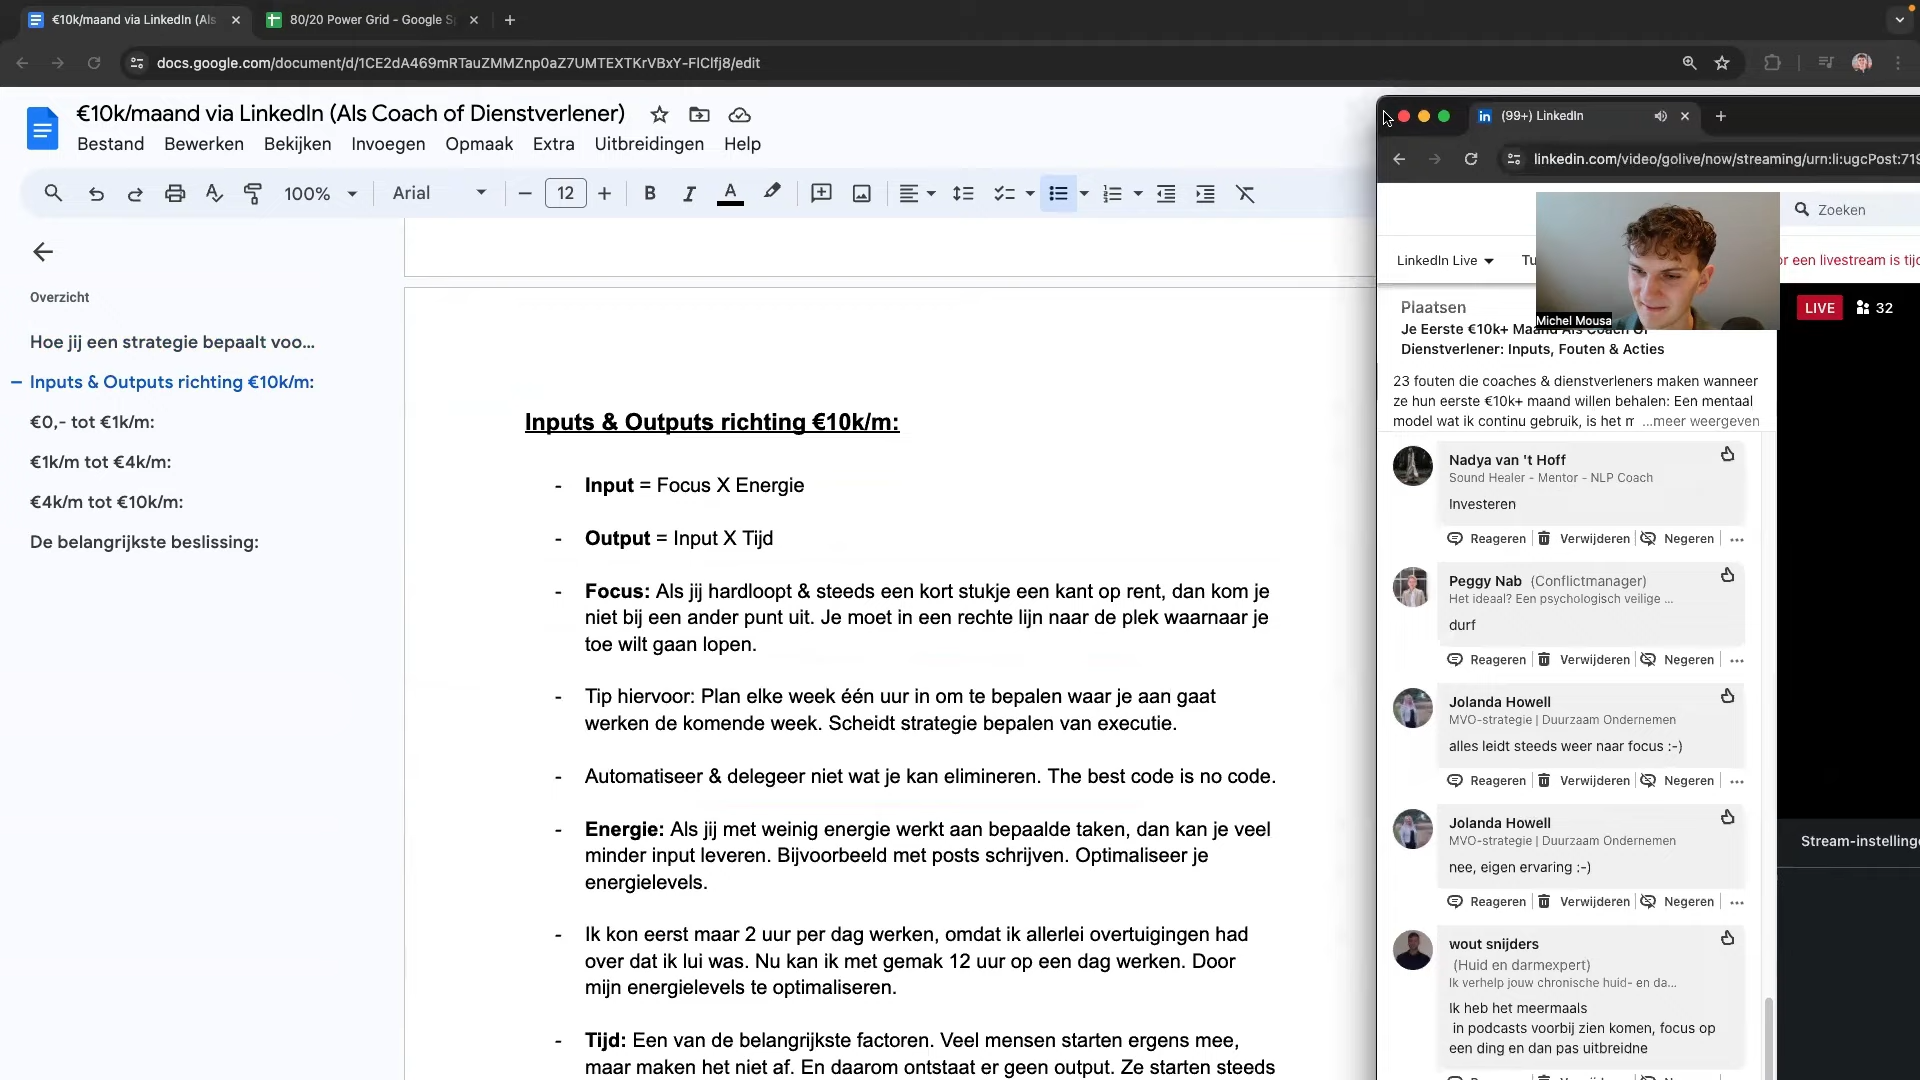 €10k/maand via LinkedIn (Als
80/20 Power Grid - Google S
docs.google.com/document/d/1CE2dA469mRTauZMMZnp0aZ7UMTEXTKrVBxY-FlClfj8/edit
€10k/maand via LinkedIn (Als Coach of Dienstverlener)
Bestand Bewerken Bekijken Invoegen Opmaak Extra Uitbreidingen Help
100% Arial 12
Overzicht
Hoe jij een strategie bepaalt voo...
Inputs & Outputs richting €10k/m:
€0,- tot €1k/m:
€1k/m tot €4k/m:
€4k/m tot €10k/m:
De belangrijkste beslissing:
Inputs & Outputs richting €10k/m:
- Input = Focus X Energie
- Output = Input X Tijd
- Focus: Als jij hardloopt & steeds een kort stukje een kant op rent, dan kom je
niet bij een ander punt uit. Je moet in een rechte lijn naar de plek waarnaar je
toe wilt gaan lopen.
- Tip hiervoor: Plan elke week één uur in om te bepalen waar je aan gaat
werken de komende week. Scheidt strategie bepalen van executie.
- Automatiseer & delegeer niet wat je kan elimineren. The best code is no code.
- Energie: Als jij met weinig energie werkt aan bepaalde taken, dan kan je veel
minder input leveren. Bijvoorbeeld met posts schrijven. Optimaliseer je
energielevels.
- Ik kon eerst maar 2 uur per dag werken, omdat ik allerlei overtuigingen had
over dat ik lui was. Nu kan ik met gemak 12 uur op een dag werken. Door
mijn energielevels te optimaliseren.
- Tijd: Een van de belangrijkste factoren. Veel mensen starten ergens mee,
maar maken het niet af. En daarom ontstaat er geen output. Ze starten steeds
(99+) LinkedIn
linkedin.com/video/golive/now/streaming/urn:li:ugcPost:719
Zoeken
LinkedIn Live
or een livestream is tijd
Michel Mousa
LIVE 32
Plaatsen
Je Eerste €10k+ Maand Als Coach Of
Dienstverlener: Inputs, Fouten & Acties
23 fouten die coaches & dienstverleners maken wanneer
ze hun eerste €10k+ maand willen behalen: Een mentaal
model wat ik continu gebruik, is het m ...meer weergeven
Nadya van 't Hoff
Sound Healer - Mentor - NLP Coach
Investeren
Reageren Verwijderen Negeren ...
Peggy Nab (Conflictmanager)
Het ideaal? Een psychologisch veilige ...
durf
Reageren Verwijderen Negeren ...
Jolanda Howell
MVO-strategie | Duurzaam Ondernemen
alles leidt steeds weer naar focus :-)
Reageren Verwijderen Negeren ...
Jolanda Howell
MVO-strategie | Duurzaam Ondernemen
nee, eigen ervaring :-)
Reageren Verwijderen Negeren ...
wout snijders
(Huid en darmexpert)
Ik verhelp jouw chronische huid- en da...
Ik heb het meermaals
in podcasts voorbij zien komen, focus op
een ding en dan pas uitbreidne
Stream-instellinge